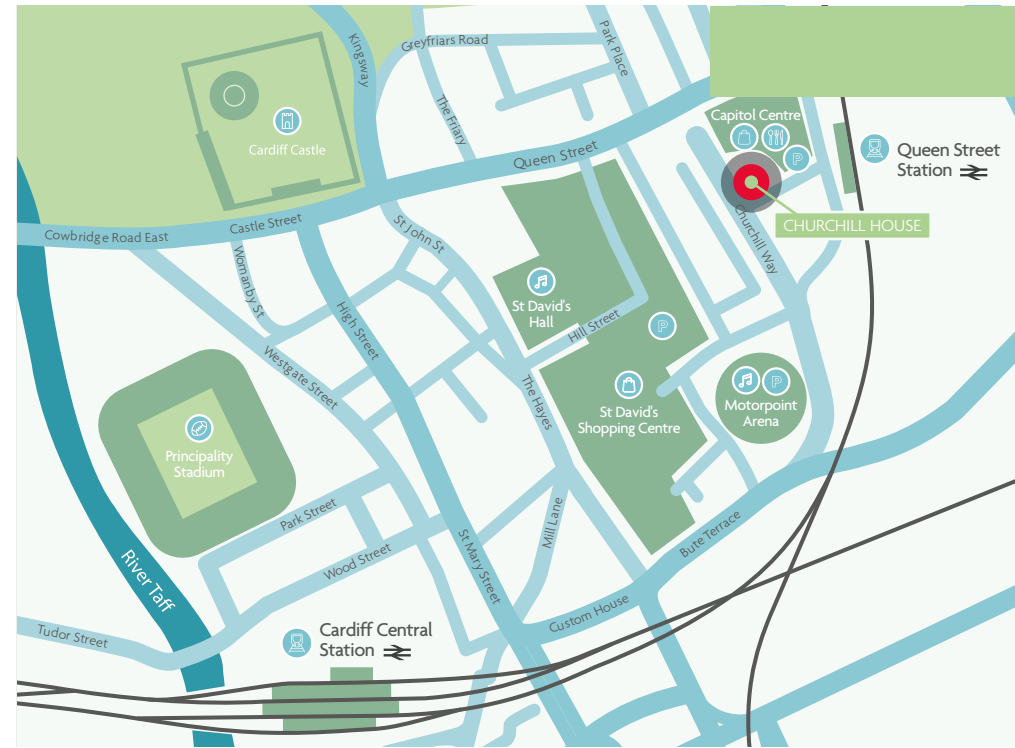 Kingsway
Greyfriars Road
Park Place
The Friary
Capitol Centre
Cardiff Castle
Queen Street
Queen Street
Station
CHURCHILL HOUSE
Churchill Way
Cowbridge Road East
Castle Street
St John St
Womanby St
High Street
St David's
Hall
Hill Street
P
P
Westgate Street
The Hayes
St David's
Shopping Centre
P
Motorpoint
Arena
Principality
Stadium
Park Street
Wood Street
Mill Lane
St Mary Street
Bute Terrace
River Taff
Custom House
Tudor Street
Cardiff Central
Station